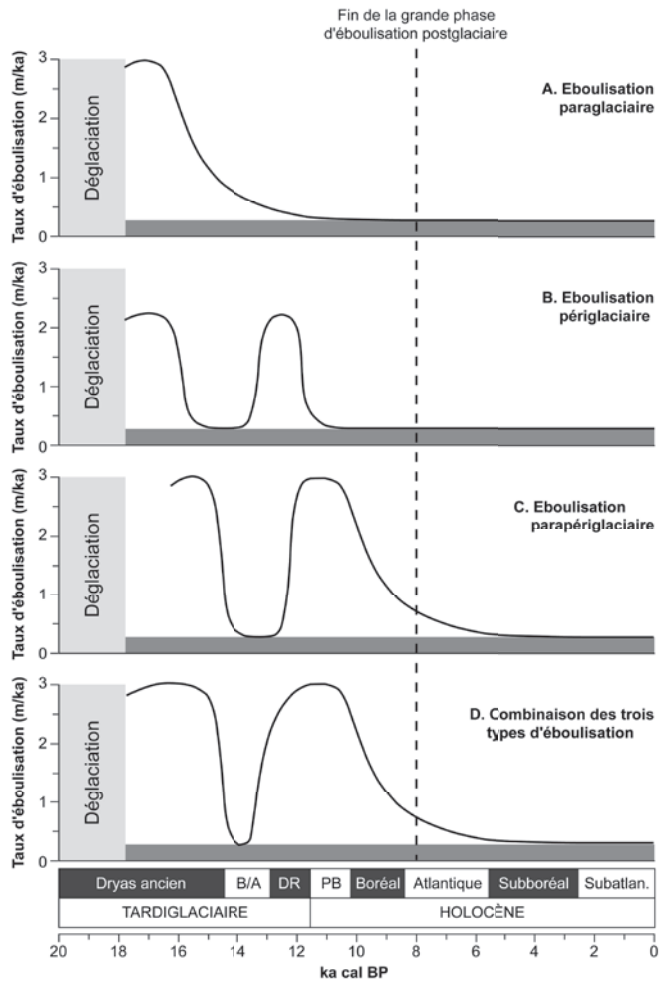 Fin de la grande phase
d'éboulisation postglaciaire
Taux d'éboulisation (m/ka)
3
2
1
0
Déglaciation
A. Eboulisation
paraglaciaire
Taux d'éboulisation (m/ka)
3
2
1
0
Déglaciation
B. Eboulisation
périglaciaire
Taux d'éboulisation (m/ka)
3
2
1
0
Déglaciation
C. Eboulisation
parapériglaciaire
Taux d'éboulisation (m/ka)
3
2
1
0
Déglaciation
D. Combinaison des trois
types d'éboulisation
Dryas ancien B/A DR PB Boréal Atlantique Subboréal Subatlan.
TARDIGLACIAIRE HOLOCÈNE
20 18 16 14 12 10 8 6 4 2 0
ka cal BP